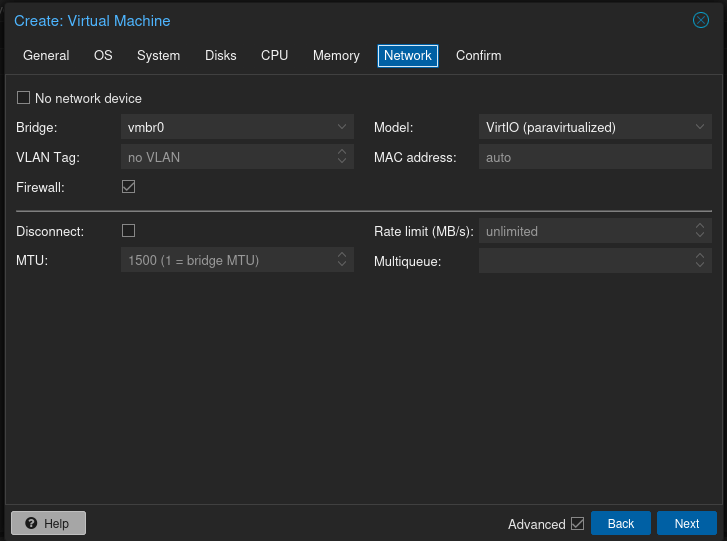 Create: Virtual Machine
General OS System Disks CPU Memory Network Confirm
No network device
Bridge: vmbr0 Model: VirtIO (paravirtualized)
VLAN Tag: no VLAN MAC address: auto
Firewall:
Disconnect: Rate limit (MB/s): unlimited
MTU: 1500 (1 = bridge MTU) Multiqueue:
? Help Advanced Back Next